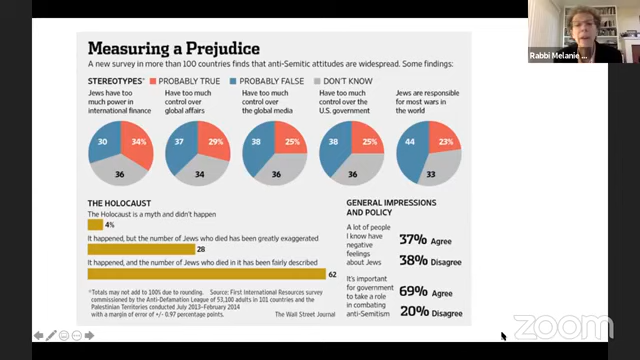 Measuring a Prejudice
A new survey in more than 100 countries finds that anti-Semitic attitudes are widespread. Some findings:
STEREOTYPES* PROBABLY TRUE PROBABLY FALSE DON'T KNOW
Jews have too
much power in
international finance
30 34%
36
Have too much
control over
global affairs
37 29%
34
Have too much
control over
the global media
38 25%
36
Have too much
control over the
U.S. government
38 25%
36
Jews are responsible
for most wars in
the world
44 23%
33
THE HOLOCAUST
The Holocaust is a myth and didn't happen
4%
It happened, but the number of Jews who died has been greatly exaggerated
28
It happened, and the number of Jews who died in it has been fairly described
62
*Totals may not add to 100% due to rounding. Source: First International Resources survey
commissioned by the Anti-Defamation League of 53,100 adults in 101 countries and the
Palestinian Territories conducted July 2013–February 2014
with a margin of error of +/- 0.97 percentage points.
The Wall Street Journal
GENERAL IMPRESSIONS
AND POLICY
A lot of people
I know have
negative
feelings
about Jews
37% Agree
38% Disagree
It's important
for government
to take a role
in combating
anti-Semitism
69% Agree
20% Disagree
Rabbi Melanie ...
zoom